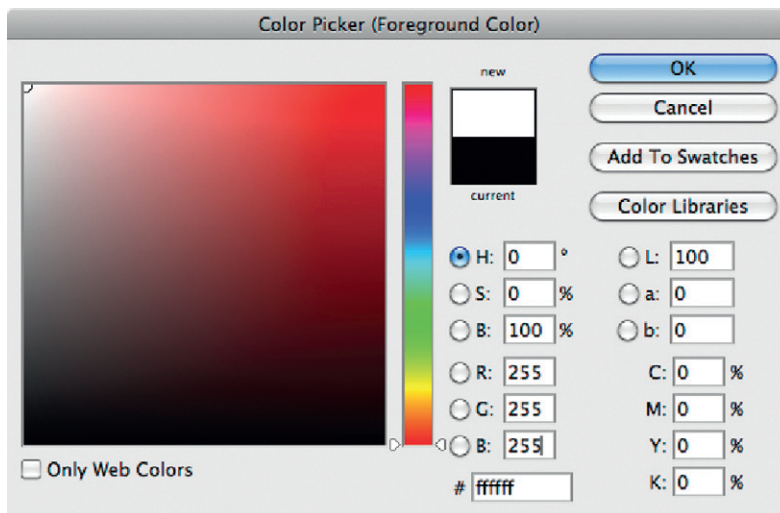 Color Picker (Foreground Color)
new
current
OK
Cancel
Add To Swatches
Color Libraries
H: 0 °
S: 0 %
B: 100 %
R: 255
G: 255
B: 255
# ffffff
L: 100
a: 0
b: 0
C: 0 %
M: 0 %
Y: 0 %
K: 0 %
Only Web Colors